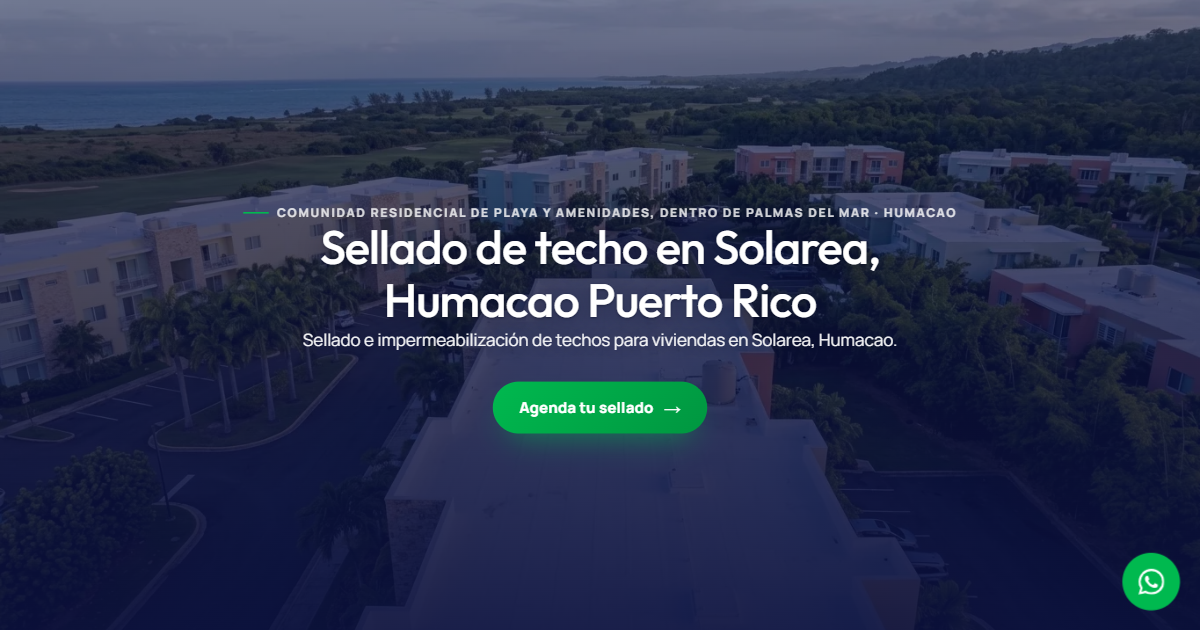 COMUNIDAD RESIDENCIAL DE PLAYA Y AMENIDADES, DENTRO DE PALMAS DEL MAR · HUMACAO
Sellado de techo en Solarea,
Humacao Puerto Rico
Sellado e impermeabilización de techos para viviendas en Solarea, Humacao.
Agenda tu sellado →